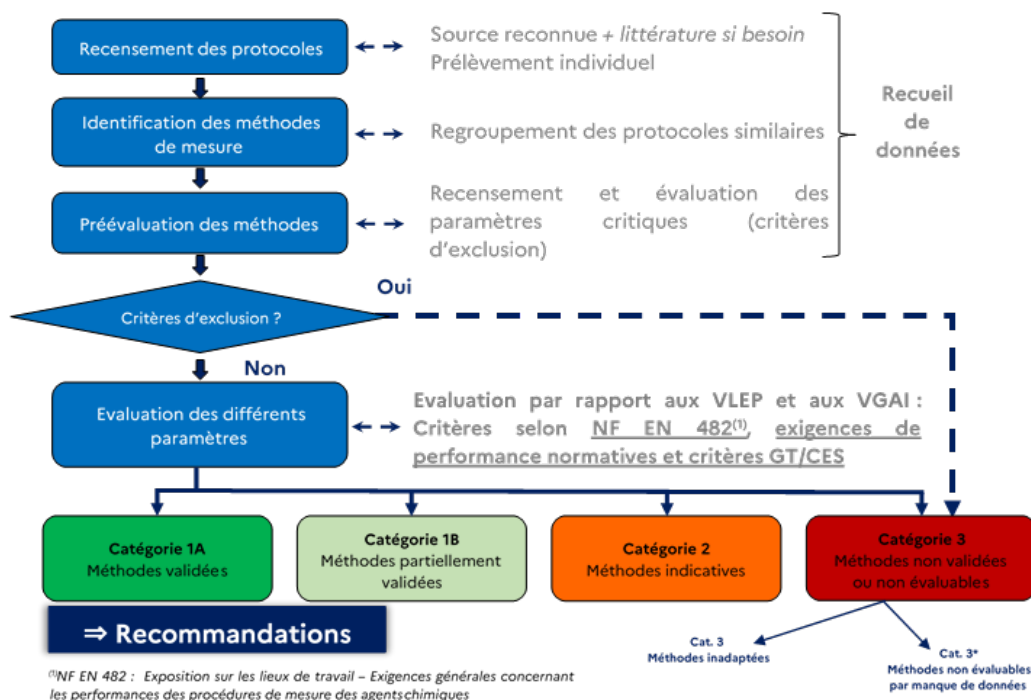 Recensement des protocoles
Source reconnue + littérature si besoin
Prélèvement individuel
Recueil
de
données
Identification des méthodes
de mesure
Regroupement des protocoles similaires
Préévaluation des méthodes
Recensement et évaluation des
paramètres critiques (critères
d'exclusion)
Oui
Critères d'exclusion ?
Non
Evaluation des différents
paramètres
Evaluation par rapport aux VLEP et aux VGAI :
Critères selon NF EN 482(1), exigences de
performance normatives et critères GT/CES
Catégorie 1A
Méthodes validées
Catégorie 1B
Méthodes partiellement
validées
Catégorie 2
Méthodes indicatives
Catégorie 3
Méthodes non validées
ou non évaluables
⇒ Recommandations
Cat. 3
Méthodes inadaptées
Cat. 3*
Méthodes non évaluables
par manque de données
(1)NF EN 482 : Exposition sur les lieux de travail – Exigences générales concernant
les performances des procédures de mesure des agentschimiques